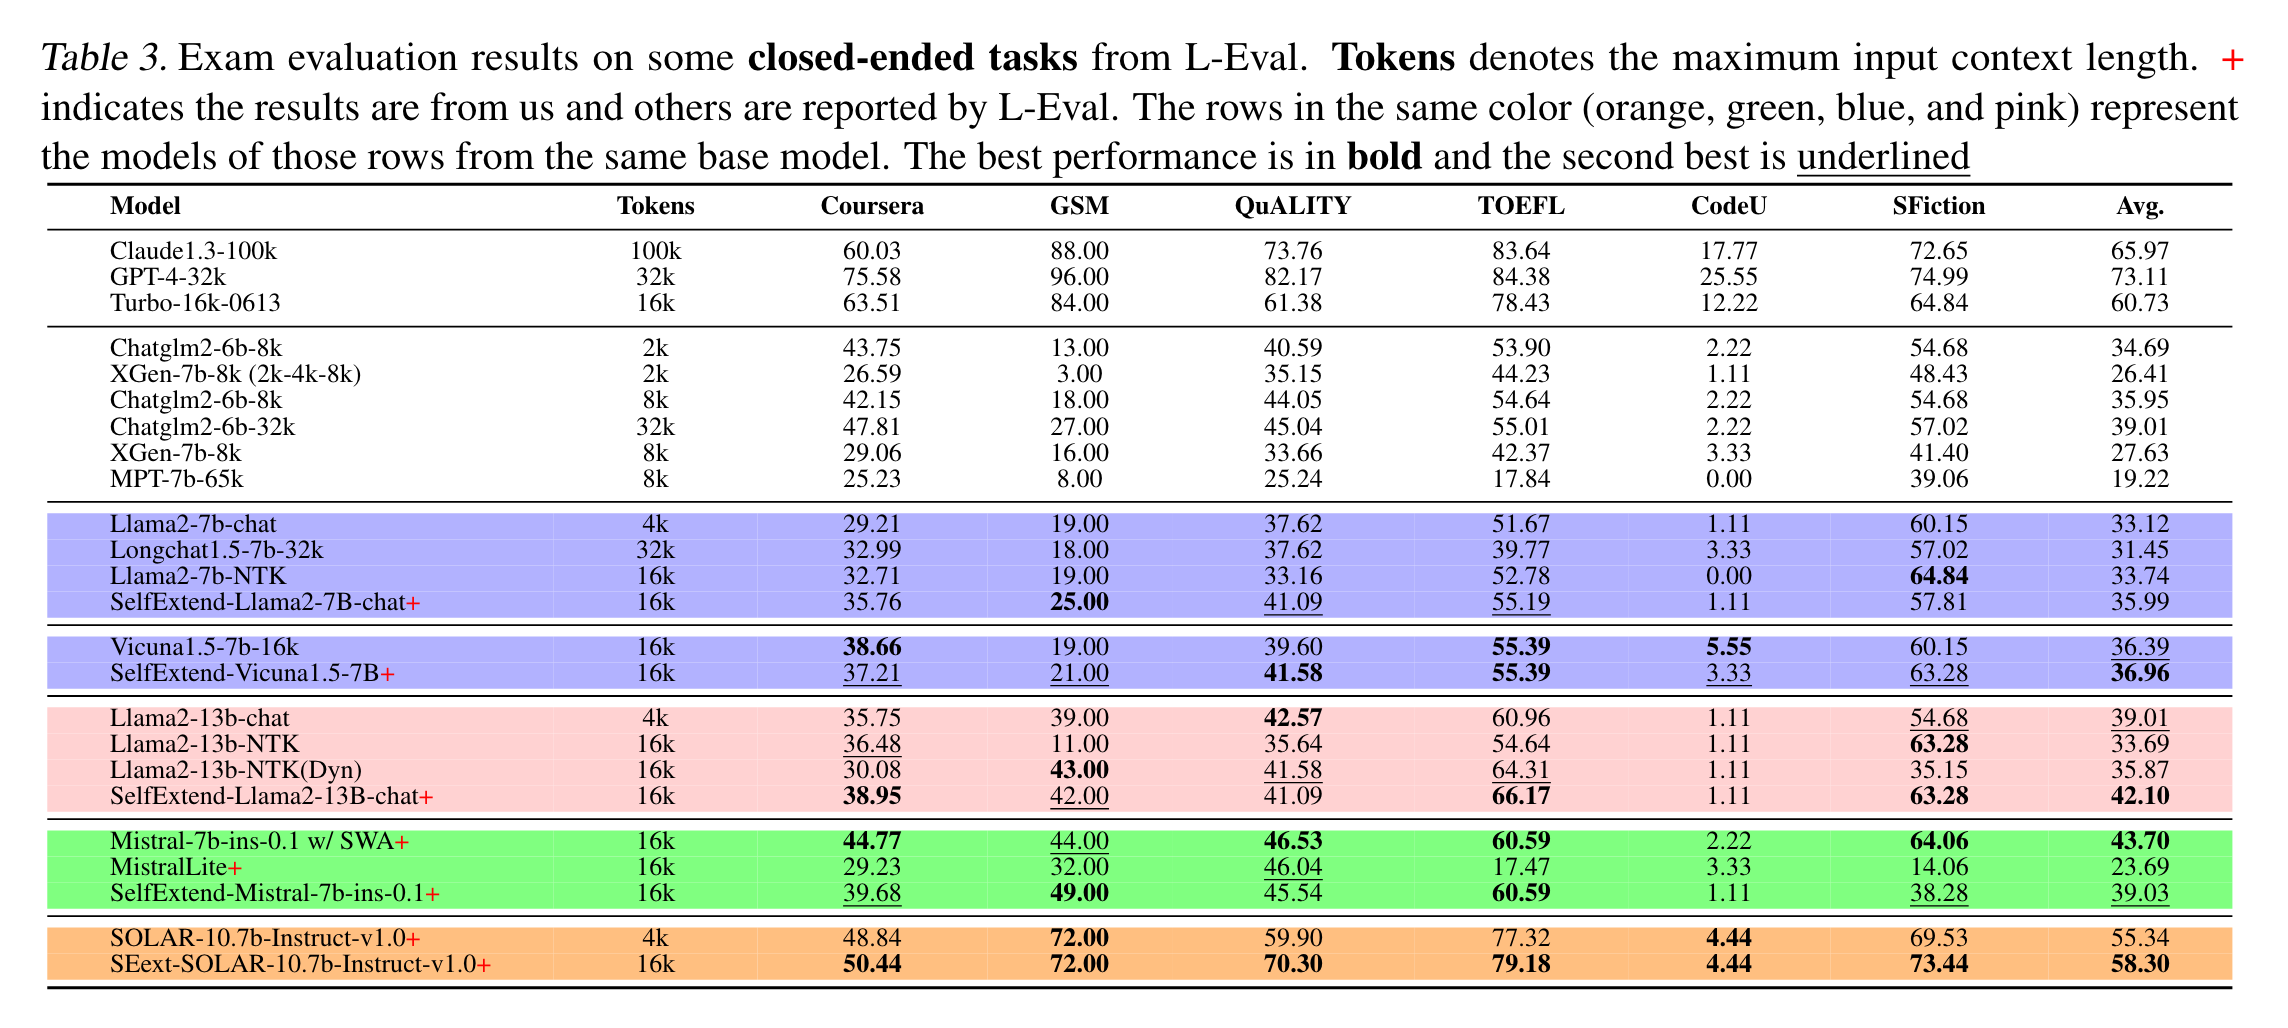 Table 3. Exam evaluation results on some closed-ended tasks from L-Eval. Tokens denotes the maximum input context length. +
indicates the results are from us and others are reported by L-Eval. The rows in the same color (orange, green, blue, and pink) represent
the models of those rows from the same base model. The best performance is in bold and the second best is underlined
Model Tokens Coursera GSM QuALITY TOEFL CodeU SFiction Avg.
Claude1.3-100k 100k 60.03 88.00 73.76 83.64 17.77 72.65 65.97
GPT-4-32k 32k 75.58 96.00 82.17 84.38 25.55 74.99 73.11
Turbo-16k-0613 16k 63.51 84.00 61.38 78.43 12.22 64.84 60.73
Chatglm2-6b-8k 2k 43.75 13.00 40.59 53.90 2.22 54.68 34.69
XGen-7b-8k (2k-4k-8k) 2k 26.59 3.00 35.15 44.23 1.11 48.43 26.41
Chatglm2-6b-8k 8k 42.15 18.00 44.05 54.64 2.22 54.68 35.95
Chatglm2-6b-32k 32k 47.81 27.00 45.04 55.01 2.22 57.02 39.01
XGen-7b-8k 8k 29.06 16.00 33.66 42.37 3.33 41.40 27.63
MPT-7b-65k 8k 25.23 8.00 25.24 17.84 0.00 39.06 19.22
Llama2-7b-chat 4k 29.21 19.00 37.62 51.67 1.11 60.15 33.12
Longchat1.5-7b-32k 32k 32.99 18.00 37.62 39.77 3.33 57.02 31.45
Llama2-7b-NTK 16k 32.71 19.00 33.16 52.78 0.00 64.84 33.74
SelfExtend-Llama2-7B-chat+ 16k 35.76 25.00 41.09 55.19 1.11 57.81 35.99
Vicuna1.5-7b-16k 16k 38.66 19.00 39.60 55.39 5.55 60.15 36.39
SelfExtend-Vicuna1.5-7B+ 16k 37.21 21.00 41.58 55.39 3.33 63.28 36.96
Llama2-13b-chat 4k 35.75 39.00 42.57 60.96 1.11 54.68 39.01
Llama2-13b-NTK 16k 36.48 11.00 35.64 54.64 1.11 63.28 33.69
Llama2-13b-NTK(Dyn) 16k 30.08 43.00 41.58 64.31 1.11 35.15 35.87
SelfExtend-Llama2-13B-chat+ 16k 38.95 42.00 41.09 66.17 1.11 63.28 42.10
Mistral-7b-ins-0.1 w/ SWA+ 16k 44.77 44.00 46.53 60.59 2.22 64.06 43.70
MistralLite+ 16k 29.23 32.00 46.04 17.47 3.33 14.06 23.69
SelfExtend-Mistral-7b-ins-0.1+ 16k 39.68 49.00 45.54 60.59 1.11 38.28 39.03
SOLAR-10.7b-Instruct-v1.0+ 4k 48.84 72.00 59.90 77.32 4.44 69.53 55.34
SEext-SOLAR-10.7b-Instruct-v1.0+ 16k 50.44 72.00 70.30 79.18 4.44 73.44 58.30